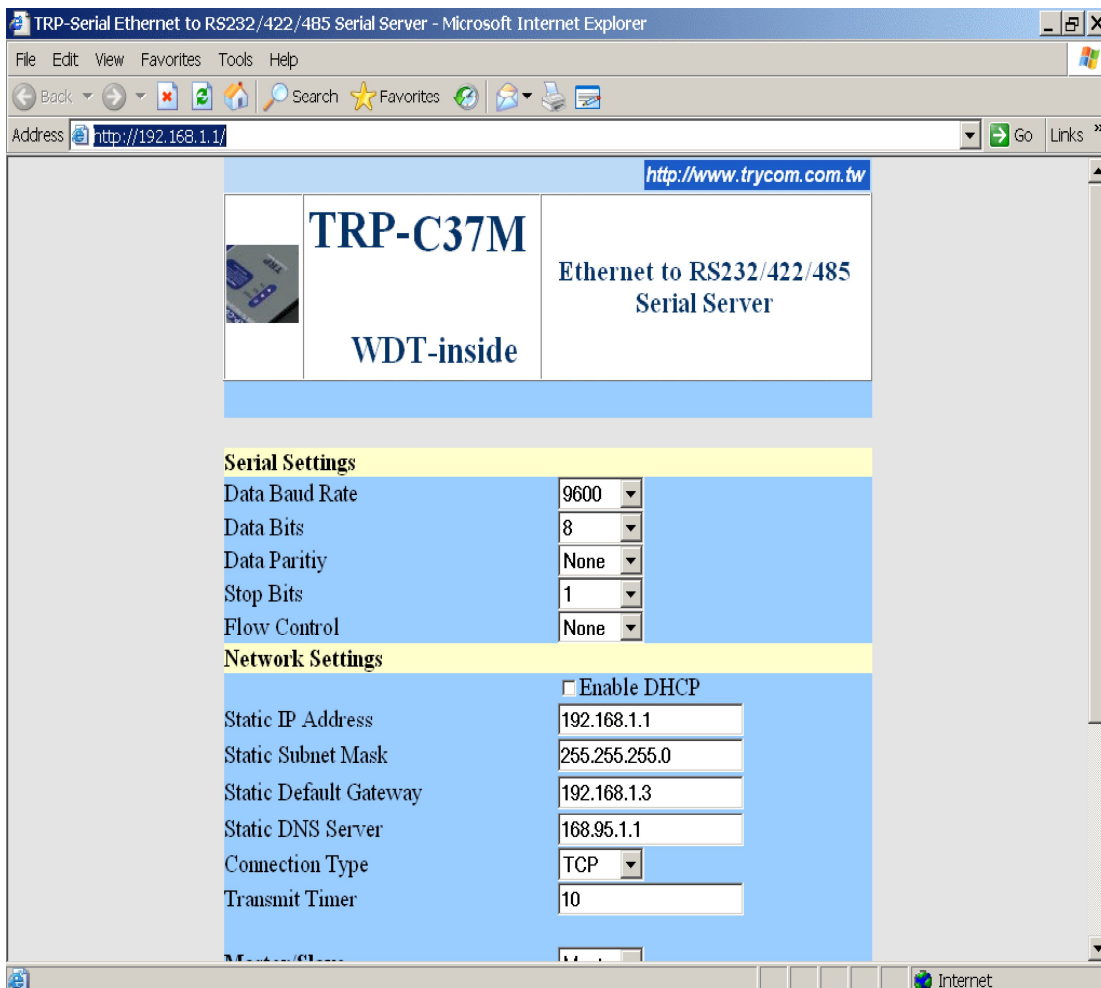 TRP-Serial Ethernet to RS232/422/485 Serial Server - Microsoft Internet Explorer
File Edit View Favorites Tools Help
Back Search Favorites
Address http://192.168.1.1/ Go Links »
http://www.trycom.com.tw
TRP-C37M
WDT-inside
Ethernet to RS232/422/485
Serial Server
Serial Settings
Data Baud Rate 9600
Data Bits 8
Data Paritiy None
Stop Bits 1
Flow Control None
Network Settings
Enable DHCP
Static IP Address 192.168.1.1
Static Subnet Mask 255.255.255.0
Static Default Gateway 192.168.1.3
Static DNS Server 168.95.1.1
Connection Type TCP
Transmit Timer 10
Master/Slave
Internet